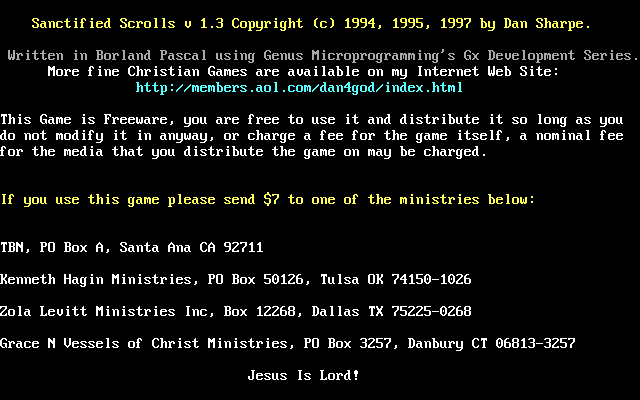 Sanctified Scrolls v 1.3 Copyright (c) 1994, 1995, 1997 by Dan Sharpe.
Written in Borland Pascal using Genus Microprogramming's Gx Development Series.
More fine Christian Games are available on my Internet Web Site:
http://members.aol.com/dan4god/index.html
This Game is Freeware, you are free to use it and distribute it so long as you
do not modify it in anyway, or charge a fee for the game itself, a nominal fee
for the media that you distribute the game on may be charged.
If you use this game please send $7 to one of the ministries below:
TBN, PO Box A, Santa Ana CA 92711
Kenneth Hagin Ministries, PO Box 50126, Tulsa OK 74150-1026
Zola Levitt Ministries Inc, Box 12268, Dallas TX 75225-0268
Grace N Vessels of Christ Ministries, PO Box 3257, Danbury CT 06813-3257
Jesus Is Lord!